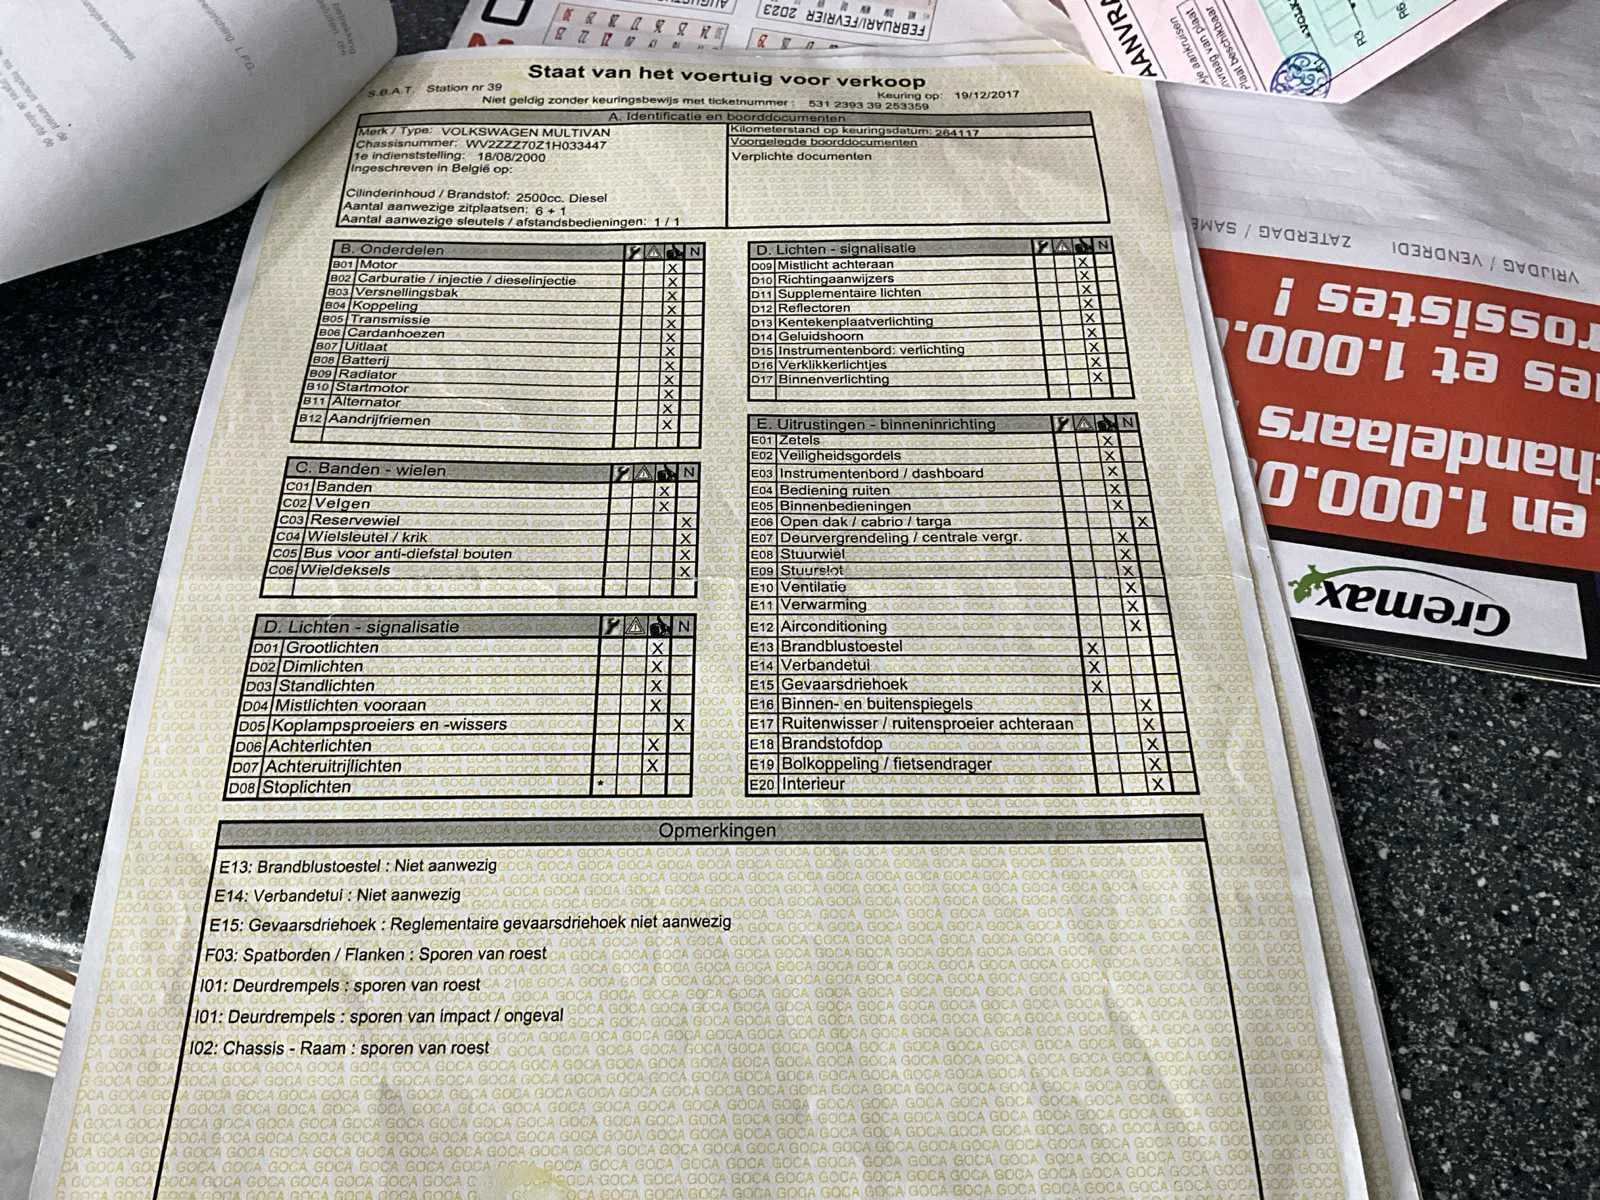 Staat van het voertuig voor verkoop
S.B.A.T. Station nr 39
Keuring op: 19/12/2017
Niet geldig zonder keuringsbewijs met ticketnummer : 531 2393 39 253359
A. Identificatie en boorddocumenten
Merk / Type: VOLKSWAGEN MULTIVAN
Chassisnummer: WV2ZZZ70Z1H033447
1e indienststelling: 18/08/2000
Ingeschreven in België op:
Cilinderinhoud / Brandstof: 2500cc. Diesel
Aantal aanwezige zitplaatsen: 6 + 1
Aantal aanwezige sleutels / afstandsbedieningen: 1 / 1
Kilometerstand op keuringsdatum: 264117
Voorgelegde boorddocumenten
Verplichte documenten
B. Onderdelen N
B01 Motor X
B02 Carburatie / injectie / dieselinjectie X
B03 Versnellingsbak X
B04 Koppeling X
B05 Transmissie X
B06 Cardanhoezen X
B07 Uitlaat X
B08 Batterij X
B09 Radiator X
B10 Startmotor X
B11 Alternator X
B12 Aandrijfriemen X
C. Banden - wielen N
C01 Banden X
C02 Velgen X
C03 Reservewiel X
C04 Wielsleutel / krik X
C05 Bus voor anti-diefstal bouten X
C06 Wieldeksels X
D. Lichten - signalisatie N
D01 Grootlichten X
D02 Dimlichten X
D03 Standlichten X
D04 Mistlichten vooraan X
D05 Koplampsproeiers en -wissers X
D06 Achterlichten X
D07 Achteruitrijlichten X
D08 Stoplichten *
D. Lichten - signalisatie N
D09 Mistlicht achteraan X
D10 Richtingaanwijzers X
D11 Supplementaire lichten X
D12 Reflectoren X
D13 Kentekenplaatverlichting X
D14 Geluidshoorn X
D15 Instrumentenbord: verlichting X
D16 Verklikkerlichtjes X
D17 Binnenverlichting X
E. Uitrustingen - binneninrichting N
E01 Zetels X
E02 Veiligheidsgordels X
E03 Instrumentenbord / dashboard X
E04 Bediening ruiten X
E05 Binnenbedieningen X
E06 Open dak / cabrio / targa X
E07 Deurvergrendeling / centrale vergr. X
E08 Stuurwiel X
E09 Stuurslot X
E10 Ventilatie X
E11 Verwarming X
E12 Airconditioning X
E13 Brandblustoestel X
E14 Verbandetui X
E15 Gevaarsdriehoek X
E16 Binnen- en buitenspiegels X
E17 Ruitenwisser / ruitensproeier achteraan X
E18 Brandstofdop X
E19 Bolkoppeling / fietsendrager X
E20 Interieur X
Opmerkingen
E13: Brandblustoestel : Niet aanwezig
E14: Verbandetui : Niet aanwezig
E15: Gevaarsdriehoek : Reglementaire gevaarsdriehoek niet aanwezig
F03: Spatborden / Flanken : Sporen van roest
I01: Deurdrempels : sporen van roest
I01: Deurdrempels : sporen van impact / ongeval
I02: Chassis - Raam : sporen van roest
FEBRUARI/FEVRIER 2023
AANVRA
VRIJDAG / VENDREDI ZATERDAG / SAME
en 1.000.0
handelaars
es et 1.000.
rossistes !
Gremax